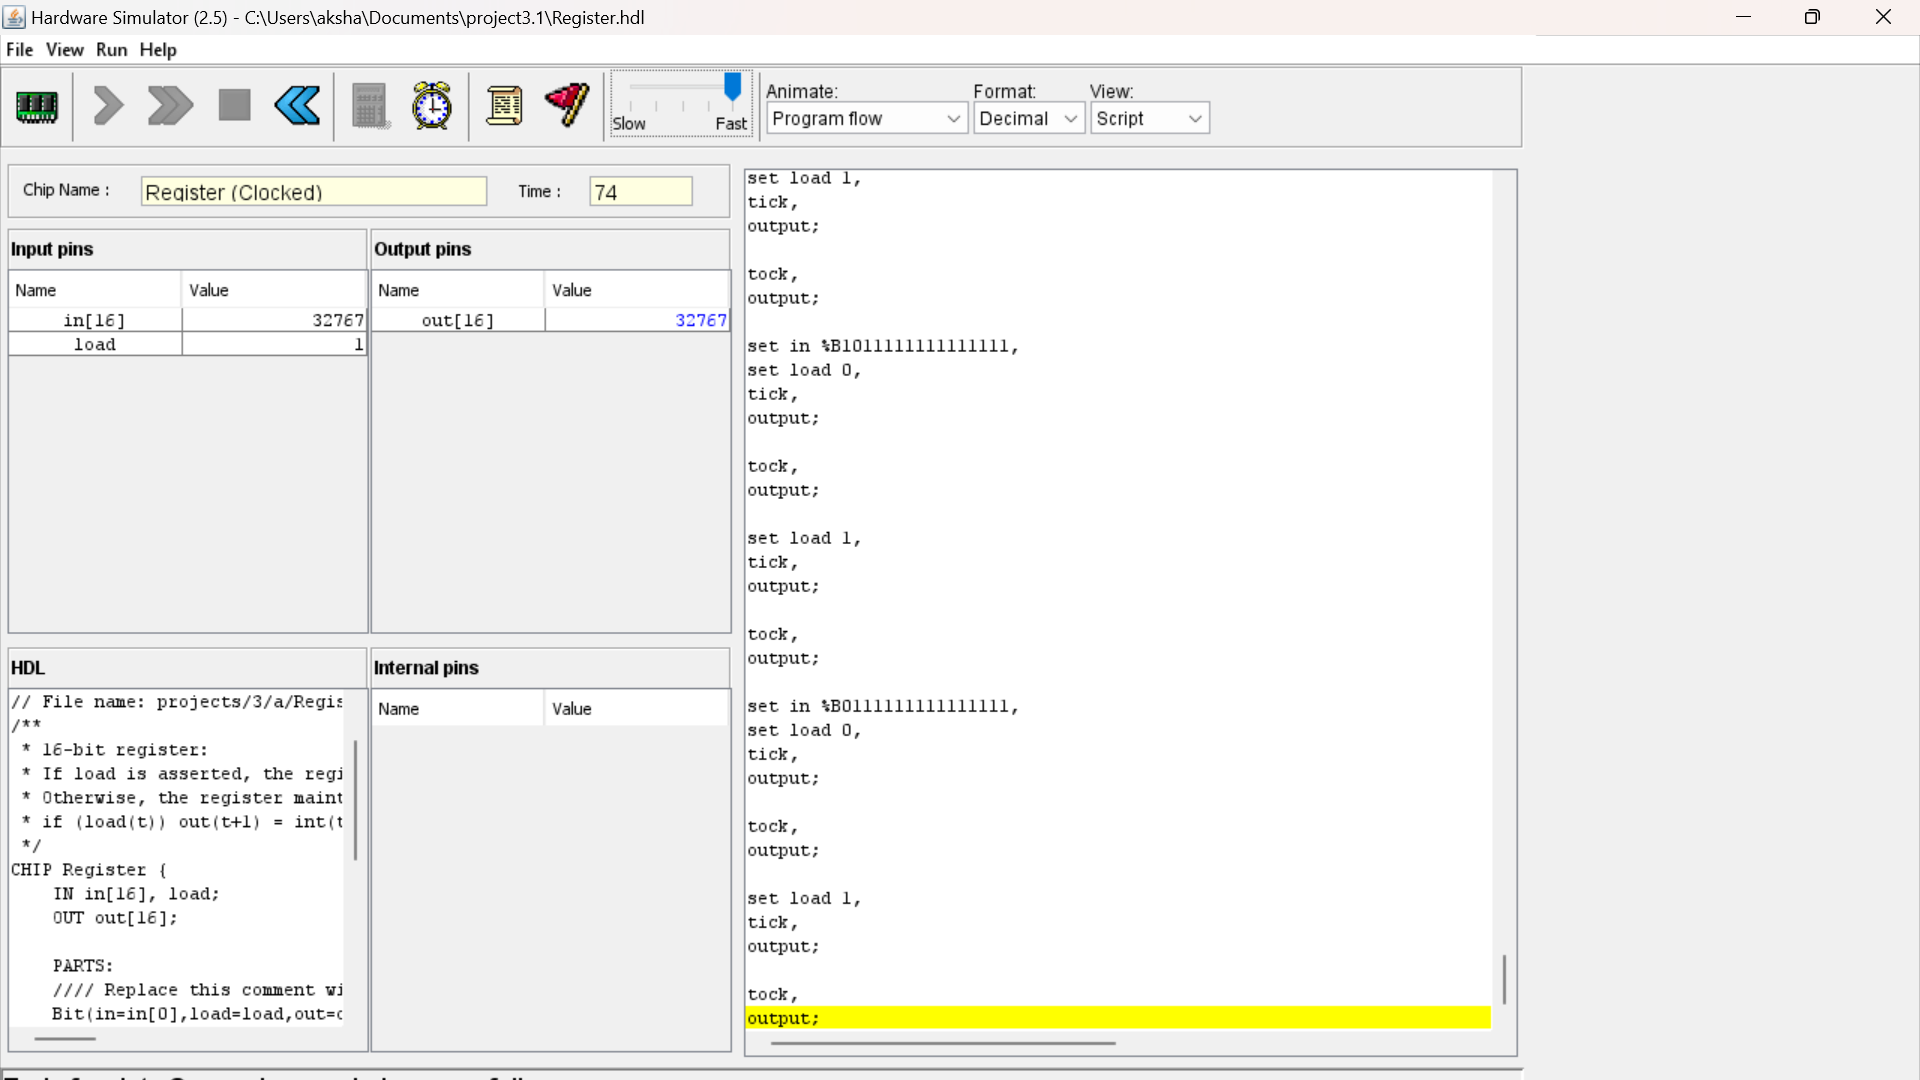 Hardware Simulator (2.5) - C:\Users\aksha\Documents\project3.1\Register.hdl
File View Run Help
Slow Fast
Animate:
Program flow
Format:
Decimal
View:
Script
Chip Name : Register (Clocked) Time : 74
Input pins
Name Value
in[16] 32767
load 1
Output pins
Name Value
out[16] 32767
HDL
// File name: projects/3/a/Regis
/**
* 16-bit register:
* If load is asserted, the regi
* Otherwise, the register maint
* if (load(t)) out(t+1) = int(t
*/
CHIP Register {
IN in[16], load;
OUT out[16];
PARTS:
//// Replace this comment wi
Bit(in=in[0],load=load,out=o
Internal pins
Name Value
set load 1,
tick,
output;
tock,
output;
set in %B1011111111111111,
set load 0,
tick,
output;
tock,
output;
set load 1,
tick,
output;
tock,
output;
set in %B0111111111111111,
set load 0,
tick,
output;
tock,
output;
set load 1,
tick,
output;
tock,
output;